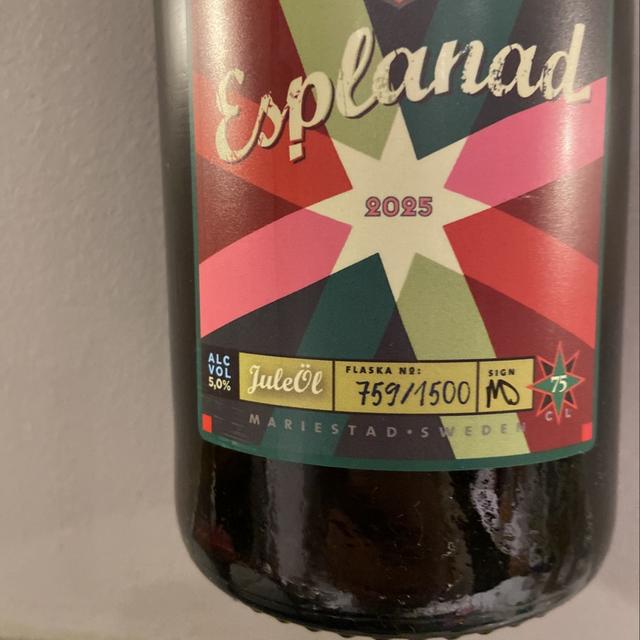 Esplanad
2025
ALC
VOL
5,0%
JuleÖl
FLASKA Nº:
759/1500
SIGN
MD
75
CL
MARIESTAD•SWEDEN